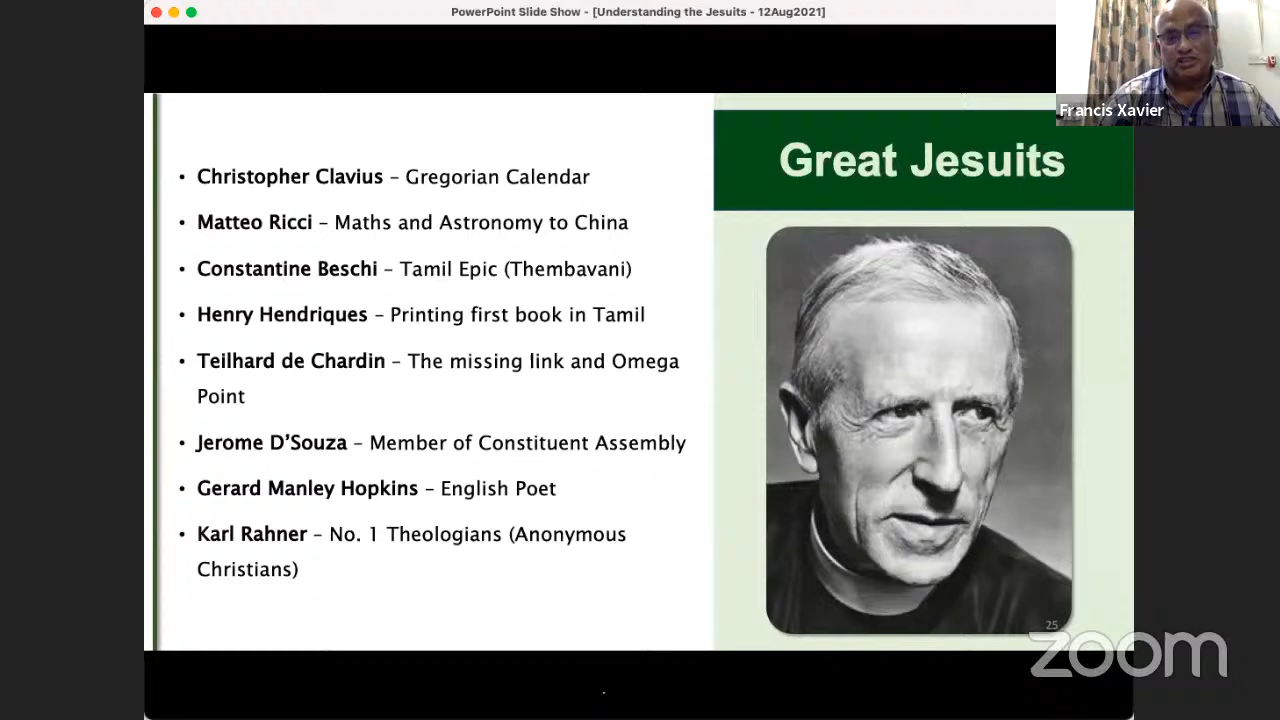 PowerPoint Slide Show - [Understanding the Jesuits - 12Aug2021]
Francis Xavier
• Christopher Clavius – Gregorian Calendar
• Matteo Ricci – Maths and Astronomy to China
• Constantine Beschi – Tamil Epic (Thembavani)
• Henry Hendriques – Printing first book in Tamil
• Teilhard de Chardin – The missing link and Omega
Point
• Jerome D’Souza – Member of Constituent Assembly
• Gerard Manley Hopkins – English Poet
• Karl Rahner – No. 1 Theologians (Anonymous
Christians)
Great Jesuits
25
zoom